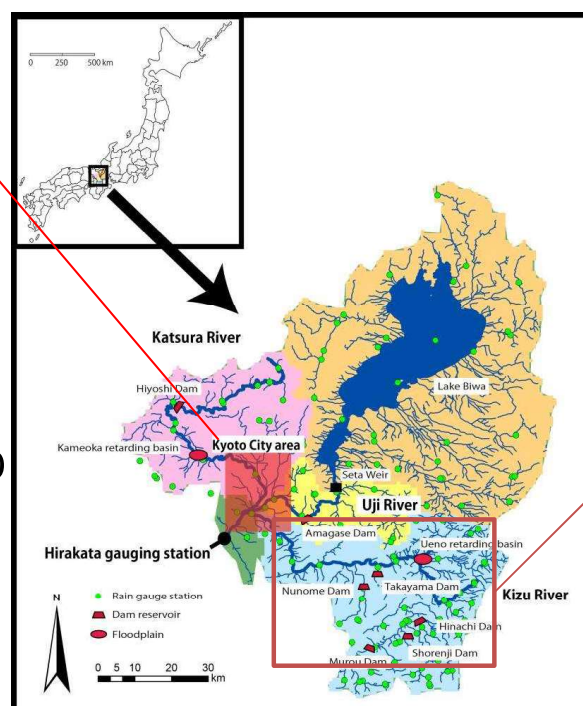 0 250 500 km
Katsura River
Hiyoshi Dam
Lake Biwa
Kameoka retarding basin
Kyoto City area
Seta Weir
Uji River
Amagase Dam
Ueno retarding basin
Hirakata gauging station
Nunome Dam
Takayama Dam
Kizu River
N
Rain gauge station
Dam reservoir
Floodplain
Hinachi Dam
Shorenji Dam
Murou Dam
0 5 10 20 30
km